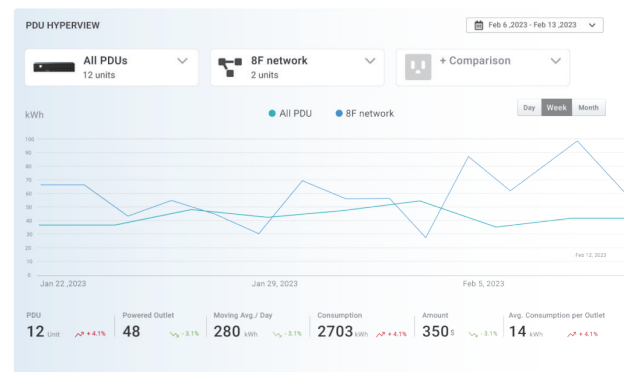 PDU HYPERVIEW
Feb 6 ,2023 - Feb 13 ,2023
All PDUs
12 units
8F network
2 units
+ Comparison
kWh
All PDU
8F network
Day
Week
Month
100
90
80
70
60
50
40
30
20
10
0
Feb 12, 2023
Jan 22 ,2023
Jan 29, 2023
Feb 5, 2023
PDU
12 Unit + 4.1%
Powered Outlet
48 - 3.1%
Moving Avg./ Day
280 kWh - 3.1%
Consumption
2703 kWh + 4.1%
Amount
350 $ - 3.1%
Avg. Consumption per Outlet
14 kWh + 4.1%